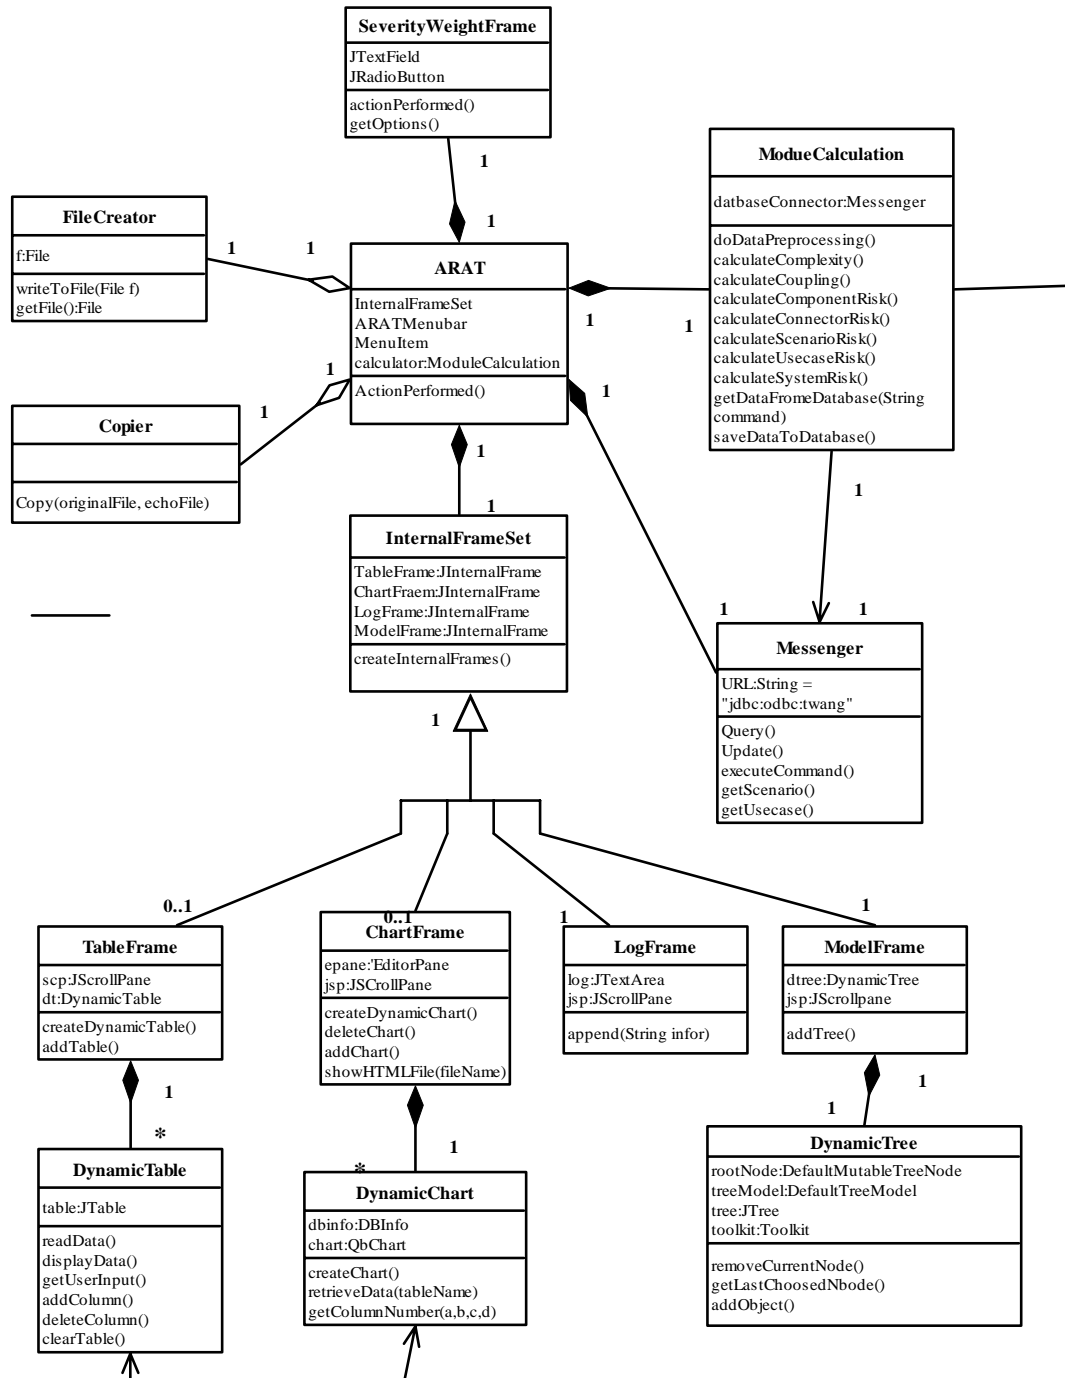 SeverityWeightFrame
JTextField
JRadioButton
actionPerformed()
getOptions()
1
1
FileCreator
f:File
writeToFile(File f)
getFile():File
1
1
ARAT
InternalFrameSet
ARATMenubar
MenuItem
calculator:ModuleCalculation
ActionPerformed()
1
1
ModueCalculation
datbaseConnector:Messenger
doDataPreprocessing()
calculateComplexity()
calculateCoupling()
calculateComponentRisk()
calculateConnectorRisk()
calculateScenarioRisk()
calculateUsecaseRisk()
calculateSystemRisk()
getDataFromeDatabase(String
command)
saveDataToDatabase()
1
1
Copier
Copy(originalFile, echoFile)
1
1
1
1
InternalFrameSet
TableFrame:JInternalFrame
ChartFraem:JInternalFrame
LogFrame:JInternalFrame
ModelFrame:JInternalFrame
createInternalFrames()
1
1
1
1
Messenger
URL:String =
"jdbc:odbc:twang"
Query()
Update()
executeCommand()
getScenario()
getUsecase()
1
0..1
0..1
1
1
TableFrame
scp:JScrollPane
dt:DynamicTable
createDynamicTable()
addTable()
ChartFrame
epane:'EditorPane
jsp:JSCrollPane
createDynamicChart()
deleteChart()
addChart()
showHTMLFile(fileName)
LogFrame
log:JTextArea
jsp:JScrollPane
append(String infor)
ModelFrame
dtree:DynamicTree
jsp:JScrollpane
addTree()
1
*
1
*
1
1
DynamicTable
table:JTable
readData()
displayData()
getUserInput()
addColumn()
deleteColumn()
clearTable()
DynamicChart
dbinfo:DBInfo
chart:QbChart
createChart()
retrieveData(tableName)
getColumnNumber(a,b,c,d)
DynamicTree
rootNode:DefaultMutableTreeNode
treeModel:DefaultTreeModel
tree:JTree
toolkit:Toolkit
removeCurrentNode()
getLastChoosedNbode()
addObject()